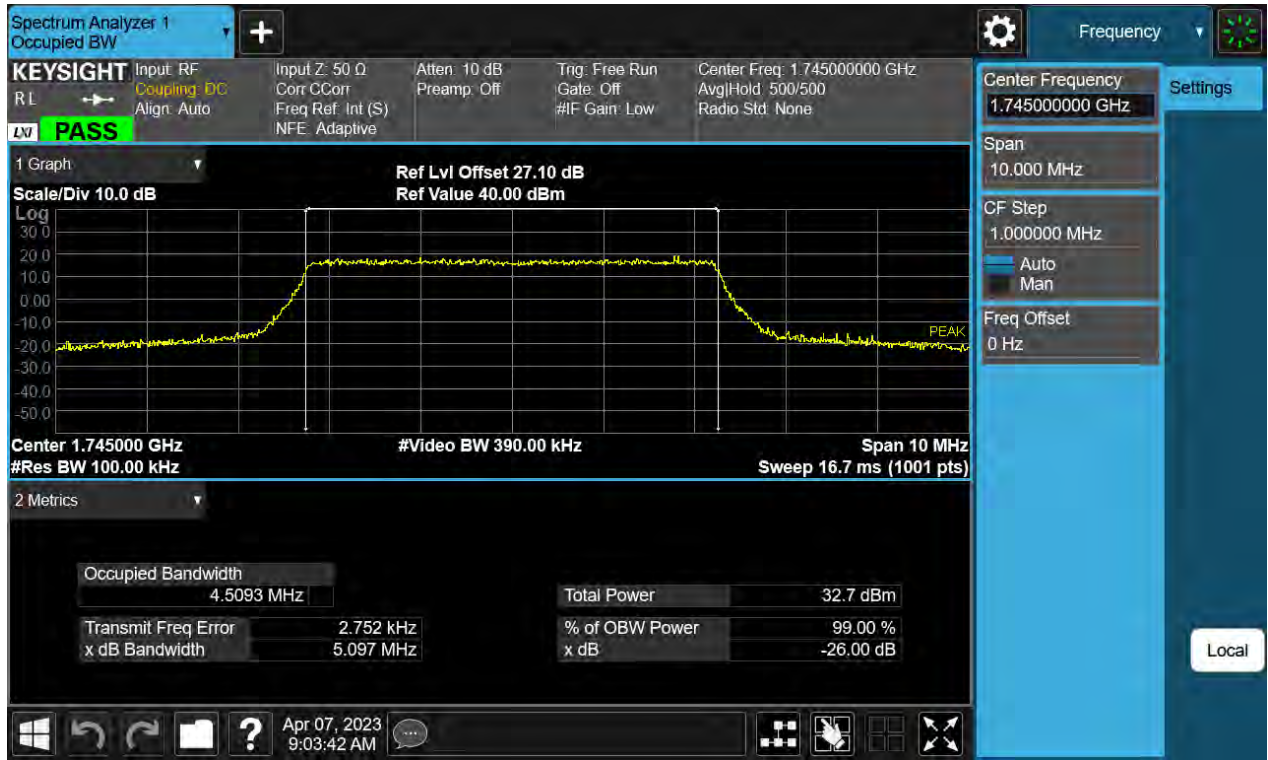 Spectrum Analyzer 1
Occupied BW
+
Frequency
KEYSIGHT
RL
LXI
PASS
Input: RF
Coupling: DC
Align: Auto
Input Z: 50 Ω
Corr CCorr
Freq Ref: Int (S)
NFE: Adaptive
Atten: 10 dB
Preamp: Off
Trig: Free Run
Gate: Off
#IF Gain: Low
Center Freq: 1.745000000 GHz
Avg|Hold: 500/500
Radio Std: None
1 Graph
Scale/Div 10.0 dB
Ref Lvl Offset 27.10 dB
Ref Value 40.00 dBm
Log
30.0
20.0
10.0
0.00
-10.0
-20.0
-30.0
-40.0
-50.0
PEAK
Center 1.745000 GHz
#Video BW 390.00 kHz
Span 10 MHz
#Res BW 100.00 kHz
Sweep 16.7 ms (1001 pts)
2 Metrics
Occupied Bandwidth
4.5093 MHz
Transmit Freq Error 2.752 kHz
x dB Bandwidth 5.097 MHz
Total Power 32.7 dBm
% of OBW Power 99.00 %
x dB -26.00 dB
Center Frequency
1.745000000 GHz
Settings
Span
10.000 MHz
CF Step
1.000000 MHz
Auto
Man
Freq Offset
0 Hz
Local
?
Apr 07, 2023
9:03:42 AM